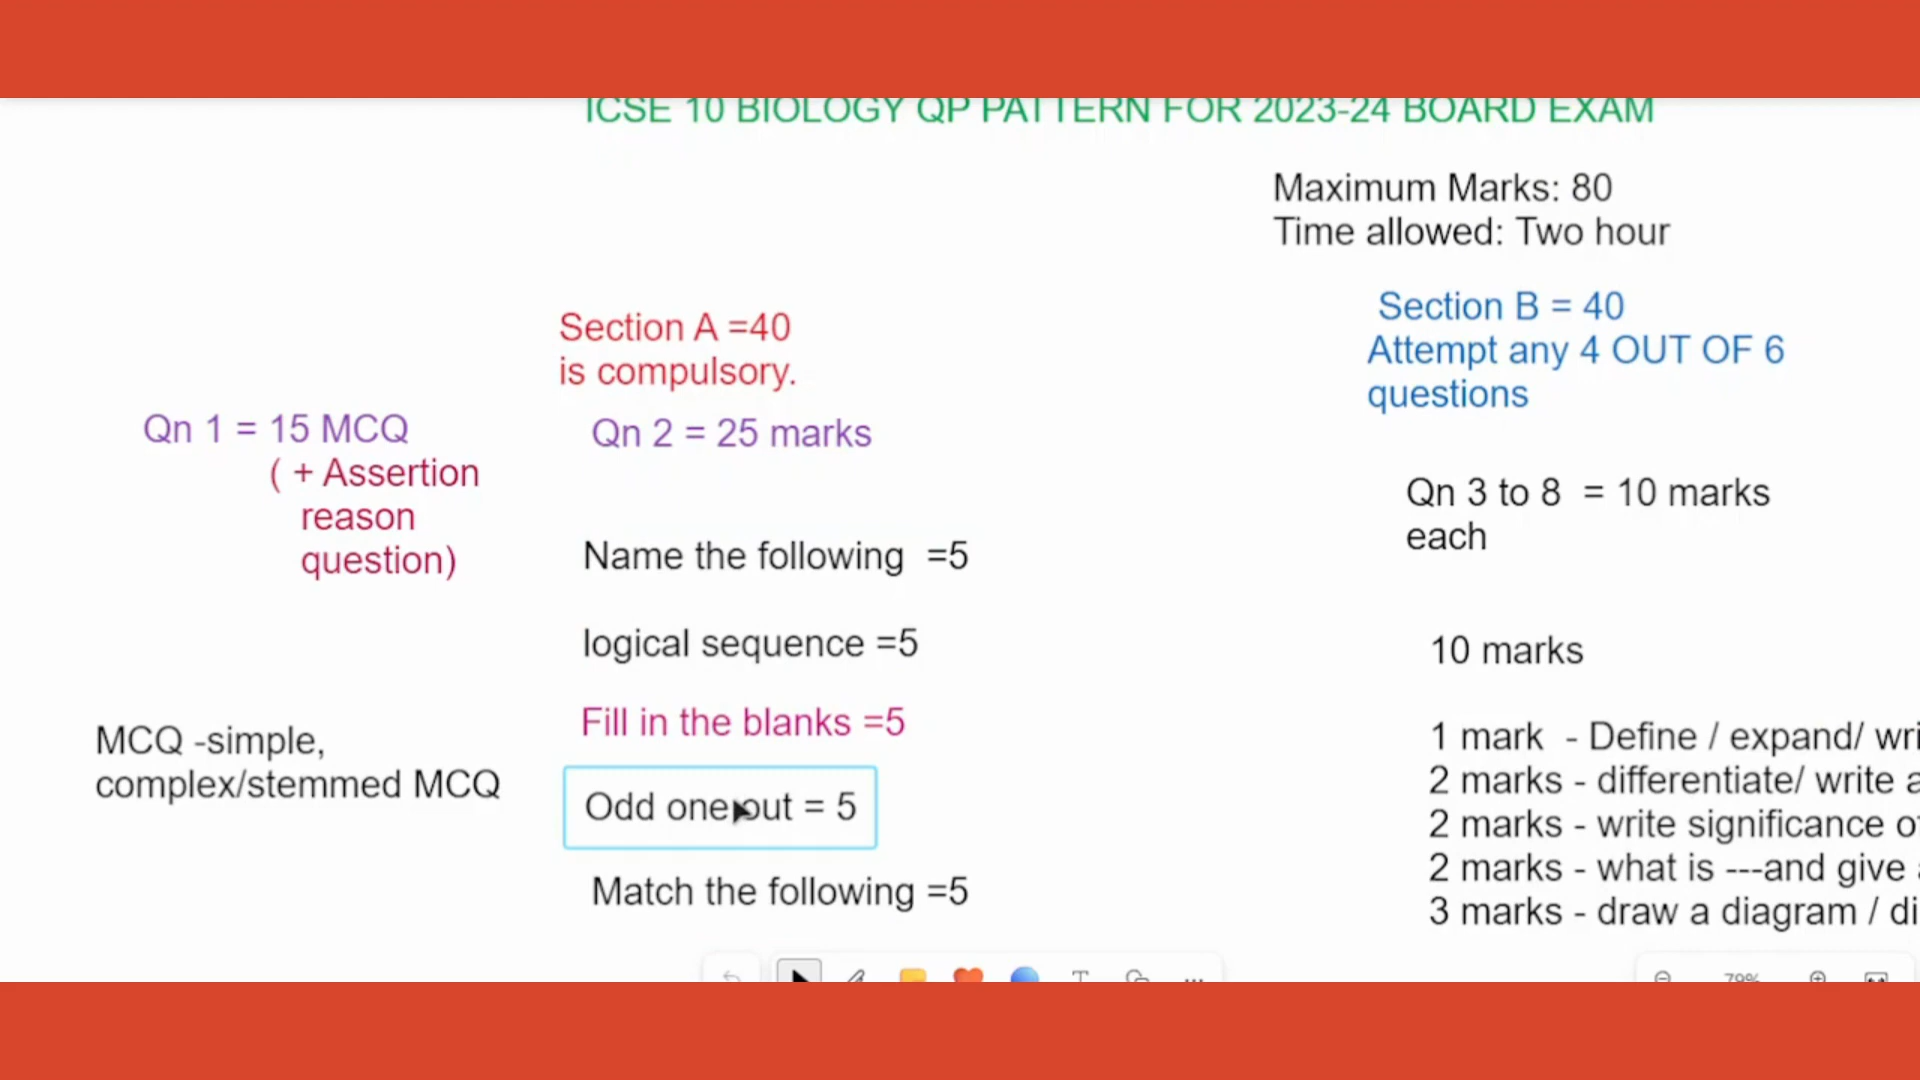 ICSE 10 BIOLOGY QP PATTERN FOR 2023-24 BOARD EXAM
Maximum Marks: 80
Time allowed: Two hour
Section A =40
is compulsory.
Section B = 40
Attempt any 4 OUT OF 6
questions
Qn 1 = 15 MCQ
( + Assertion
reason
question)
Qn 2 = 25 marks
Qn 3 to 8 = 10 marks
each
Name the following =5
logical sequence =5
Fill in the blanks =5
Odd one out = 5
Match the following =5
MCQ -simple,
complex/stemmed MCQ
10 marks
1 mark - Define / expand/
2 marks - differentiate/ write
2 marks - write significance
2 marks - what is ---and give
3 marks - draw a diagram /
79%